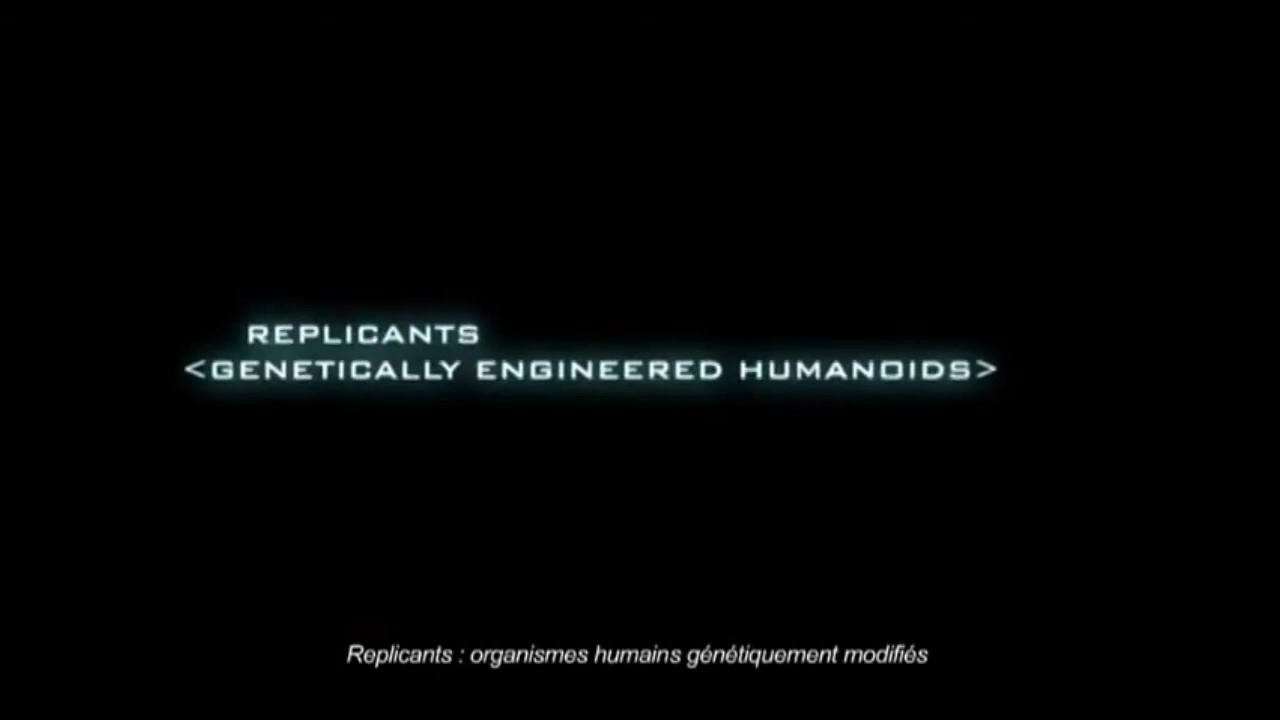 REPLICANTS
<GENETICALLY ENGINEERED HUMANOIDS>
Replicants : organismes humains génétiquement modifiés